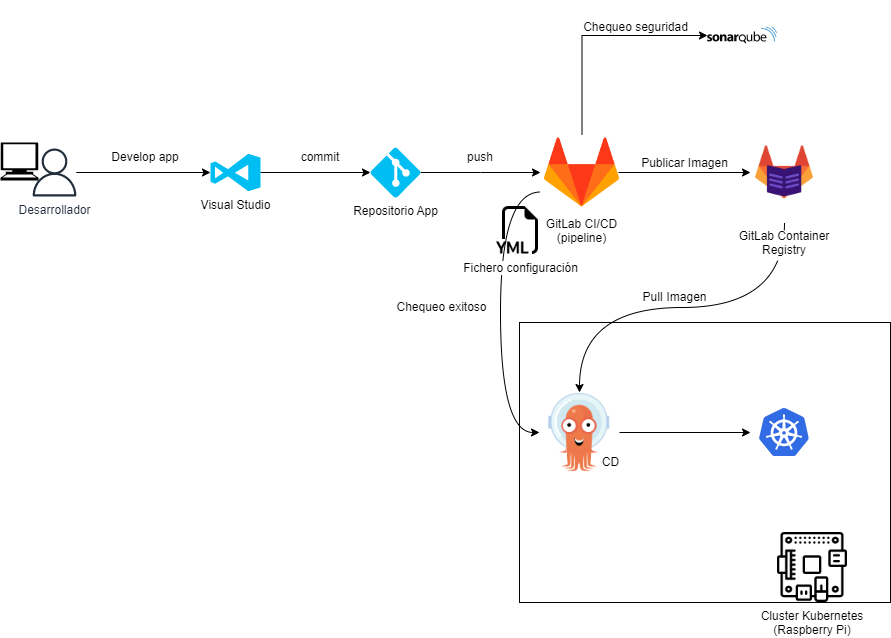 Chequeo seguridad
sonarqube
Develop app
commit
push
Publicar Imagen
Desarrollador
Visual Studio
Repositorio App
GitLab CI/CD
(pipeline)
YML
Fichero configuración
GitLab Container
Registry
Chequeo exitoso
Pull Imagen
CD
Cluster Kubernetes
(Raspberry Pi)